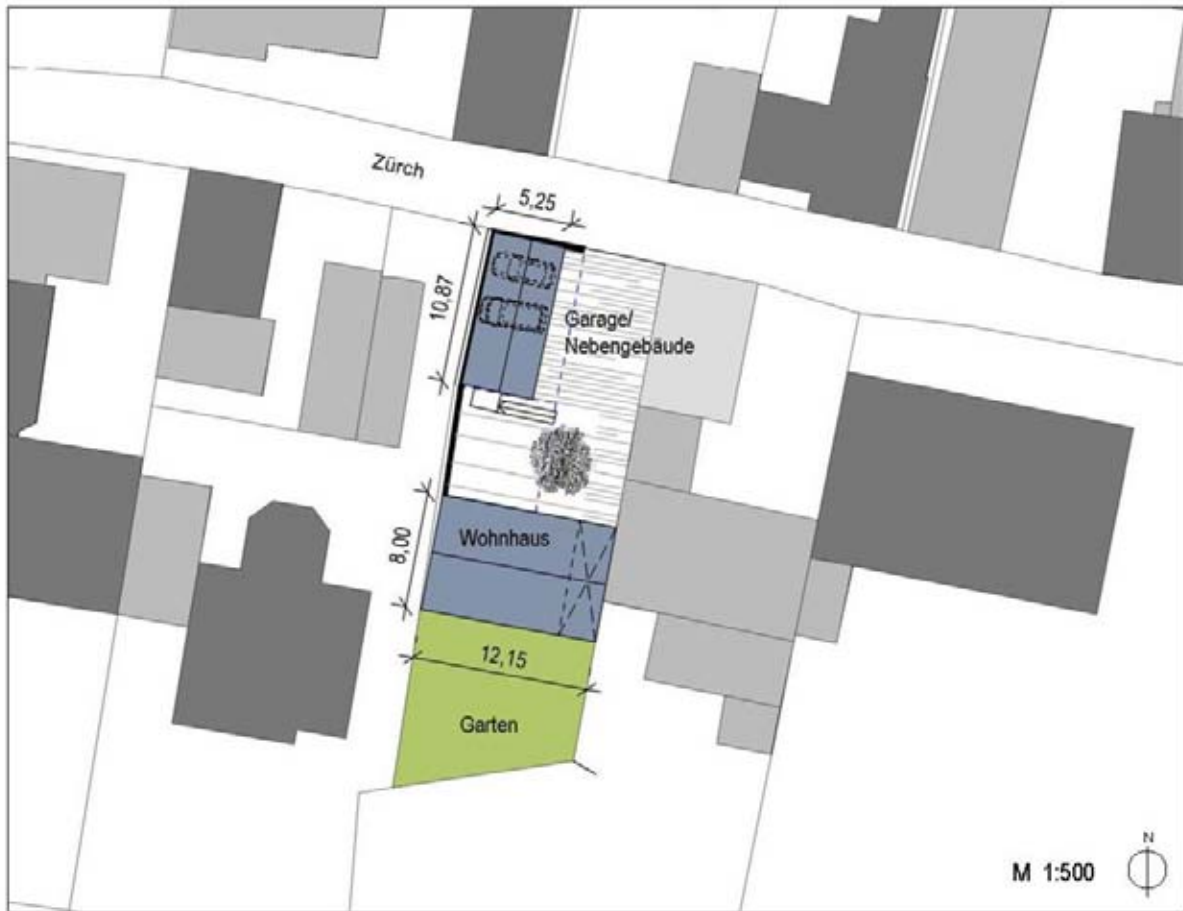 Zürch
5,25
10,87
Garage/
Nebengebäude
8,00
Wohnhaus
12,15
Garten
N
M 1:500